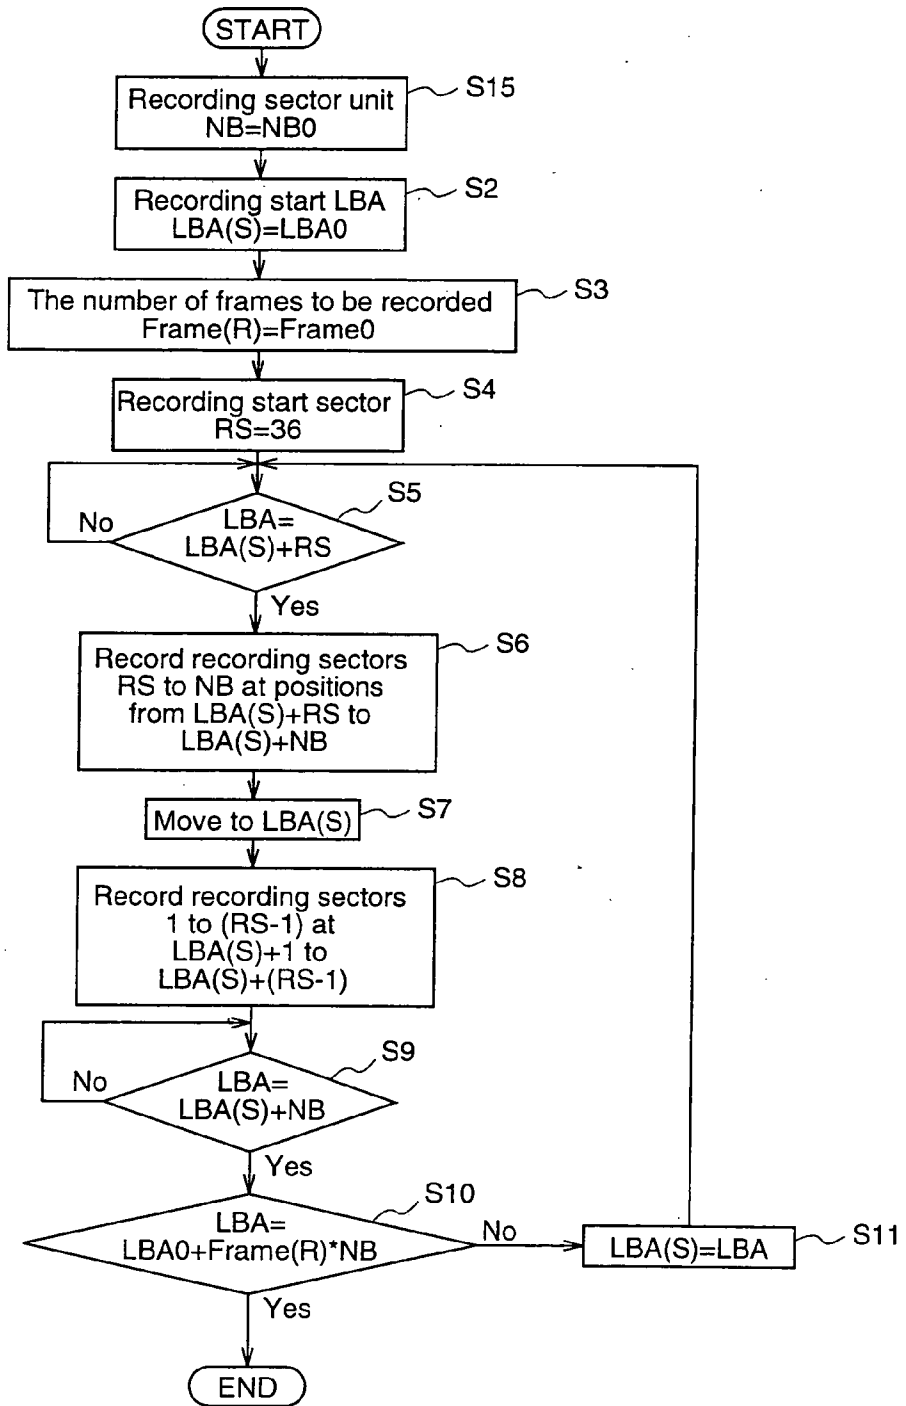 START
Recording sector unit
NB=NB0
S15
Recording start LBA
LBA(S)=LBA0
S2
The number of frames to be recorded
Frame(R)=Frame0
S3
Recording start sector
RS=36
S4
LBA=
LBA(S)+RS
S5
No
Yes
Record recording sectors
RS to NB at positions
from LBA(S)+RS to
LBA(S)+NB
S6
Move to LBA(S)
S7
Record recording sectors
1 to (RS-1) at
LBA(S)+1 to
LBA(S)+(RS-1)
S8
LBA=
LBA(S)+NB
S9
No
Yes
LBA=
LBA0+Frame(R)*NB
S10
No
LBA(S)=LBA
S11
Yes
END